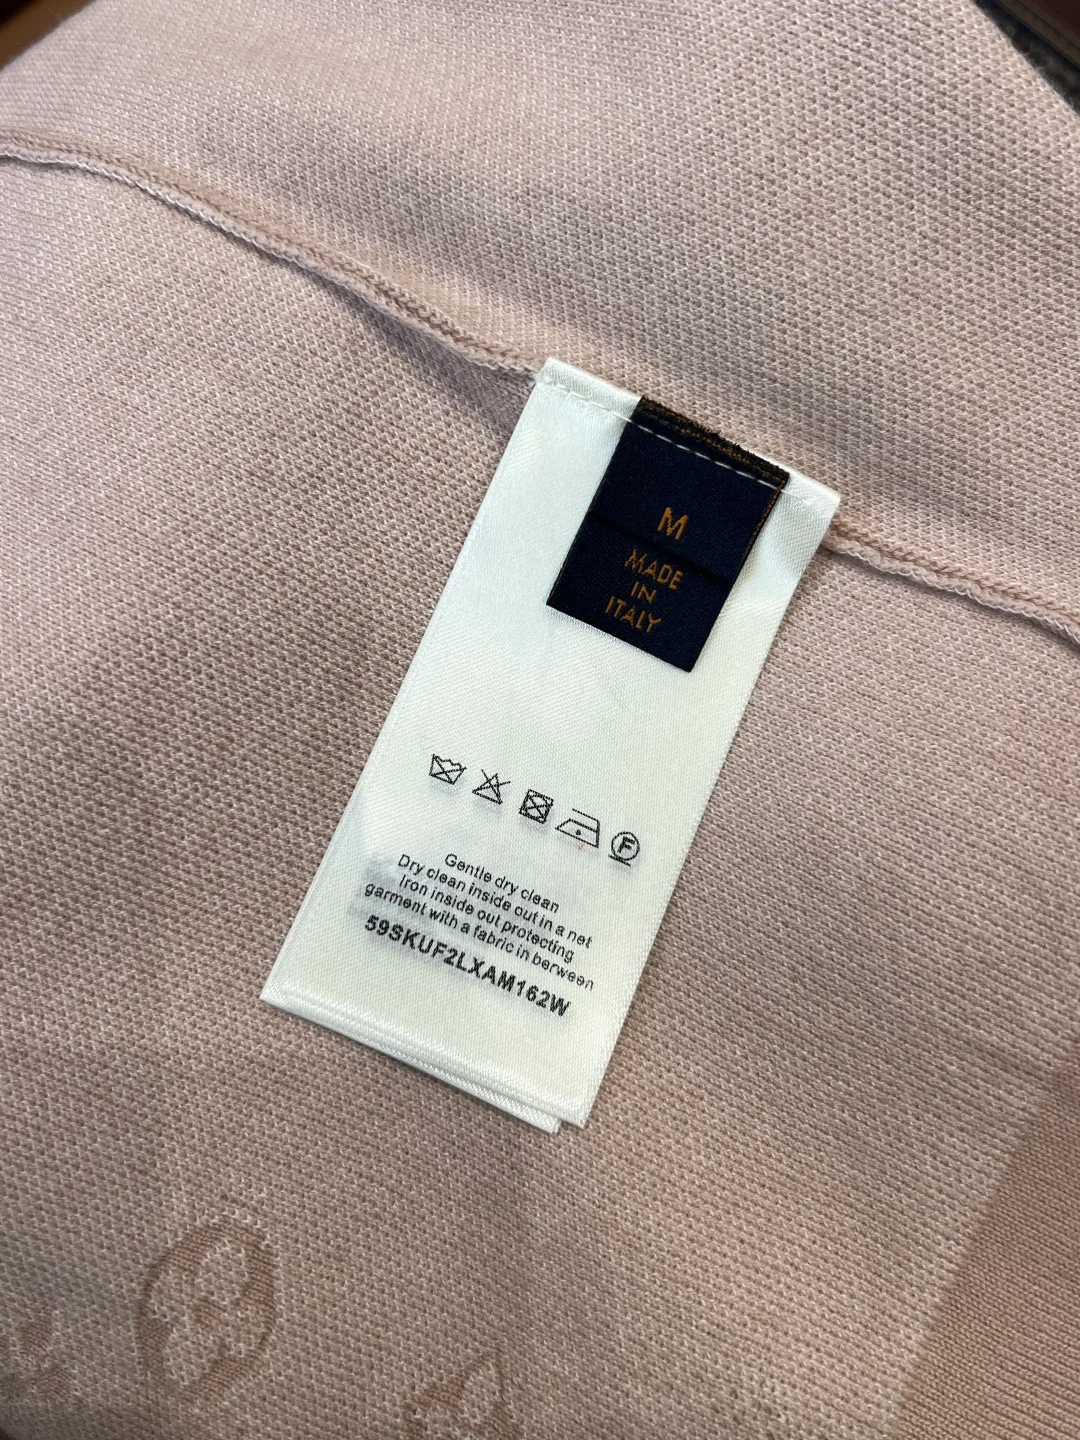 M
MADE
IN
ITALY
F
Gentle dry clean
Dry clean inside out in a net
Iron inside out protecting
garment with a fabric in berween
59SKUF2LXAM162W